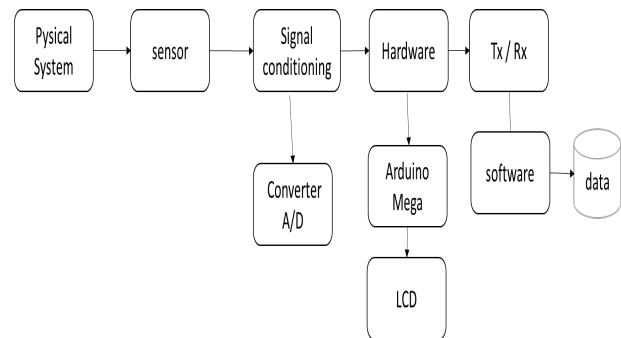 Pysical
System
sensor
Signal
conditioning
Hardware
Tx / Rx
Converter
A/D
Arduino
Mega
software
data
LCD